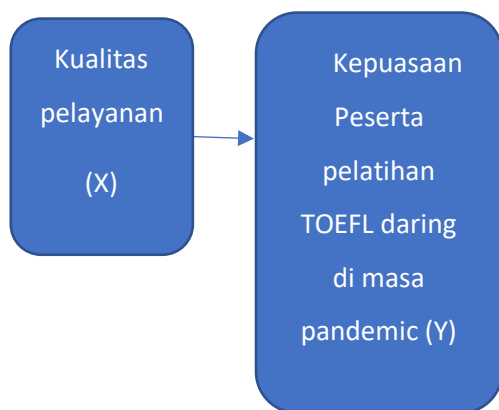 Kualitas
pelayanan
(X)
Kepuasaan
Peserta
pelatihan
TOEFL daring
di masa
pandemic (Y)